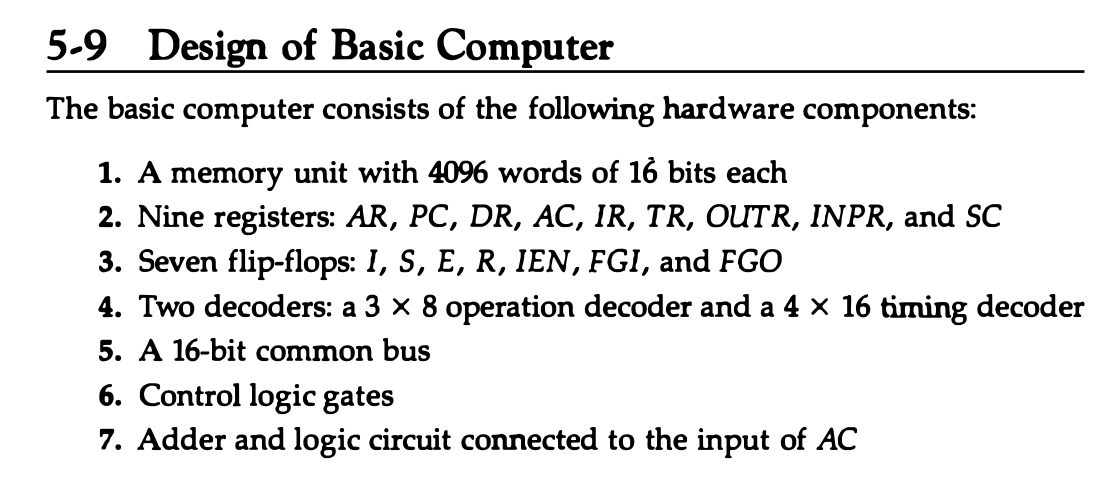 5-9 Design of Basic Computer
The basic computer consists of the following hardware components:
1. A memory unit with 4096 words of 16 bits each
2. Nine registers: AR, PC, DR, AC, IR, TR, OUTR, INPR, and SC
3. Seven flip-flops: I, S, E, R, IEN, FGI, and FGO
4. Two decoders: a 3 × 8 operation decoder and a 4 × 16 timing decoder
5. A 16-bit common bus
6. Control logic gates
7. Adder and logic circuit connected to the input of AC